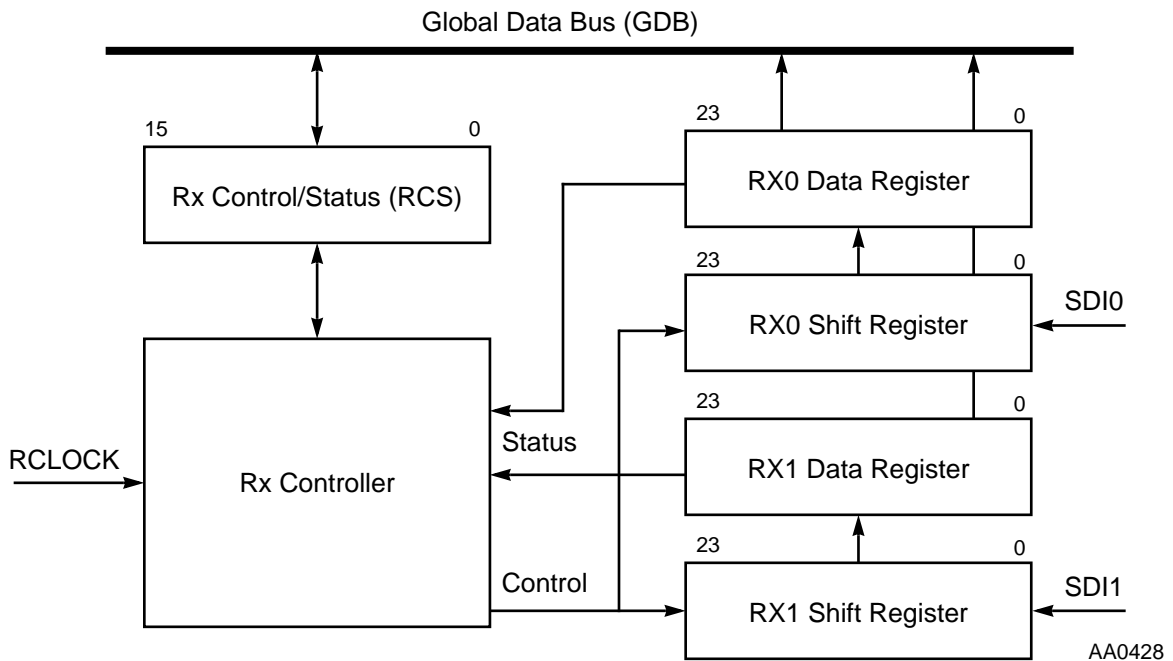 Global Data Bus (GDB)
15 0
Rx Control/Status (RCS)
23 0
RX0 Data Register
23 0
RX0 Shift Register
SDI0
23 0
RX1 Data Register
Status
RCLOCK
Rx Controller
23 0
RX1 Shift Register
Control
SDI1
AA0428